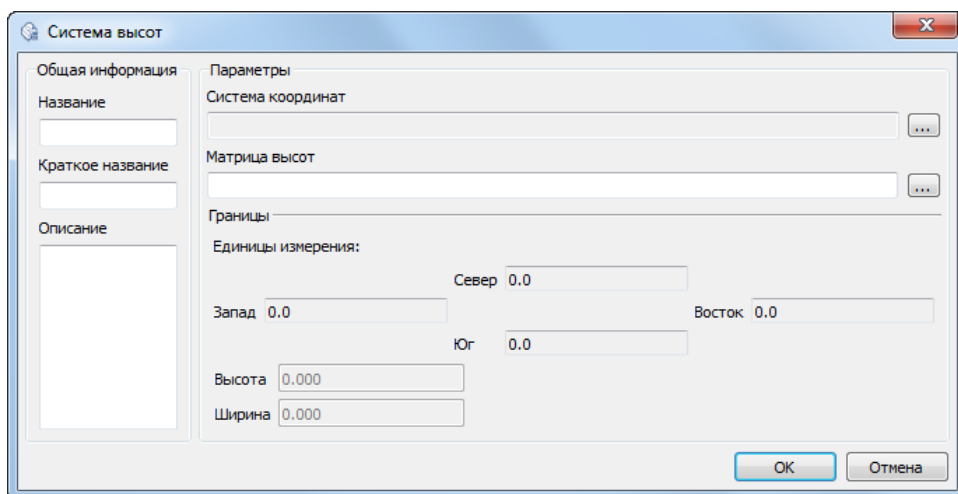 Система высот
Общая информация
Название
Краткое название
Описание
Параметры
Система координат
...
Матрица высот
...
Границы
Единицы измерения:
Север 0.0
Запад 0.0
Восток 0.0
Юг 0.0
Высота 0.000
Ширина 0.000
OK
Отмена